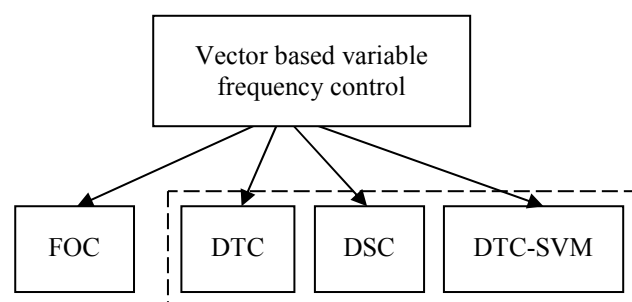 Vector based variable
frequency control
FOC
DTC
DSC
DTC-SVM